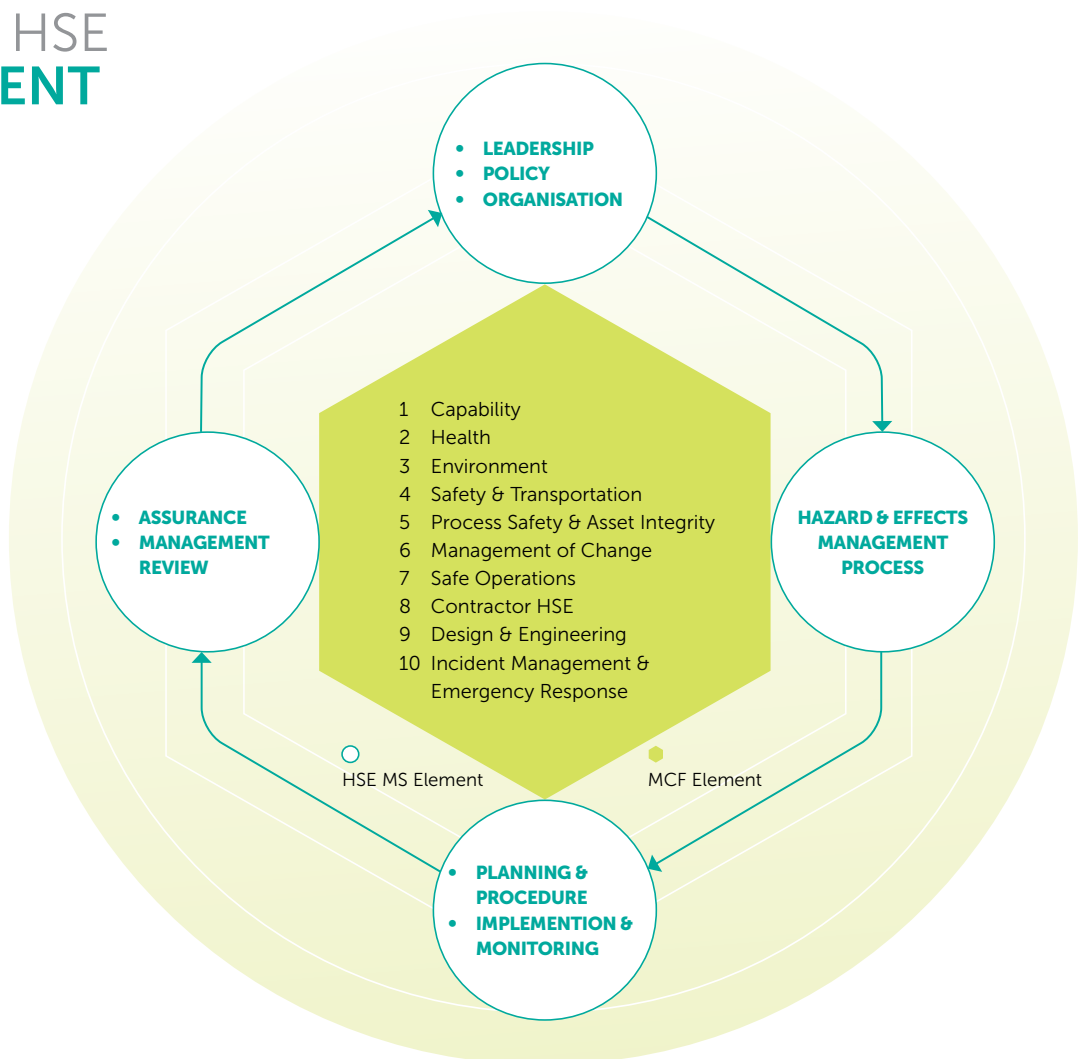 HSE
ENT
• LEADERSHIP
• POLICY
• ORGANISATION
1 Capability
2 Health
3 Environment
4 Safety & Transportation
5 Process Safety & Asset Integrity
6 Management of Change
7 Safe Operations
8 Contractor HSE
9 Design & Engineering
10 Incident Management &
Emergency Response
• ASSURANCE
• MANAGEMENT
REVIEW
HAZARD & EFFECTS
MANAGEMENT
PROCESS
HSE MS Element
MCF Element
• PLANNING &
PROCEDURE
• IMPLEMENTION &
MONITORING